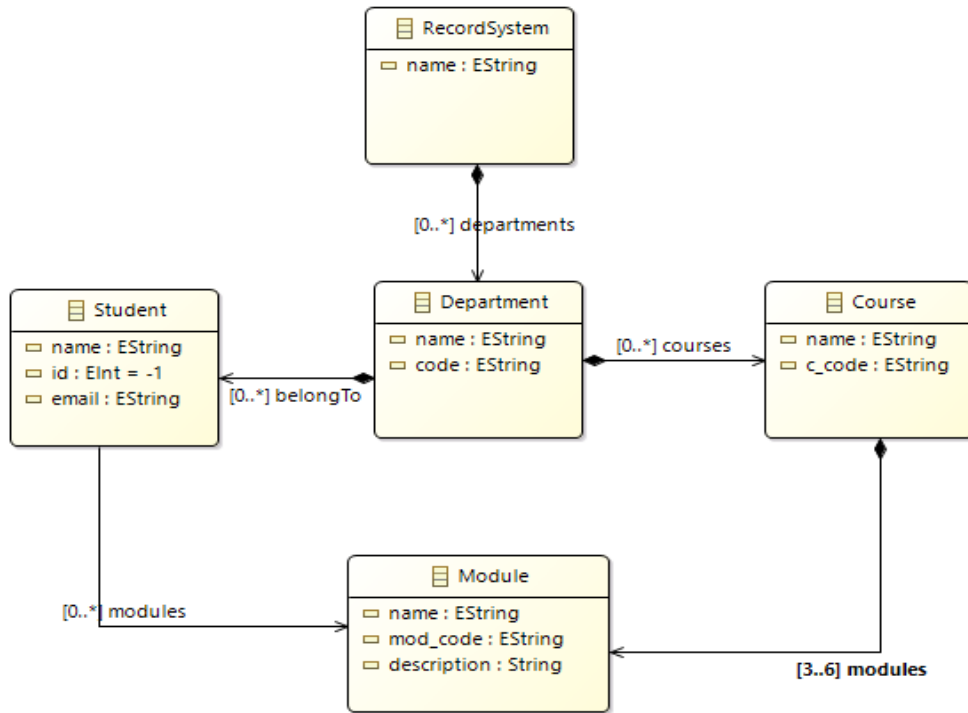 RecordSystem
name : EString
[0..*] departments
Student
name : EString
id : EInt = -1
email : EString
Department
name : EString
code : EString
Course
name : EString
c_code : EString
[0..*] courses
[0..*] belongTo
Module
name : EString
mod_code : EString
description : String
[0..*] modules
[3..6] modules